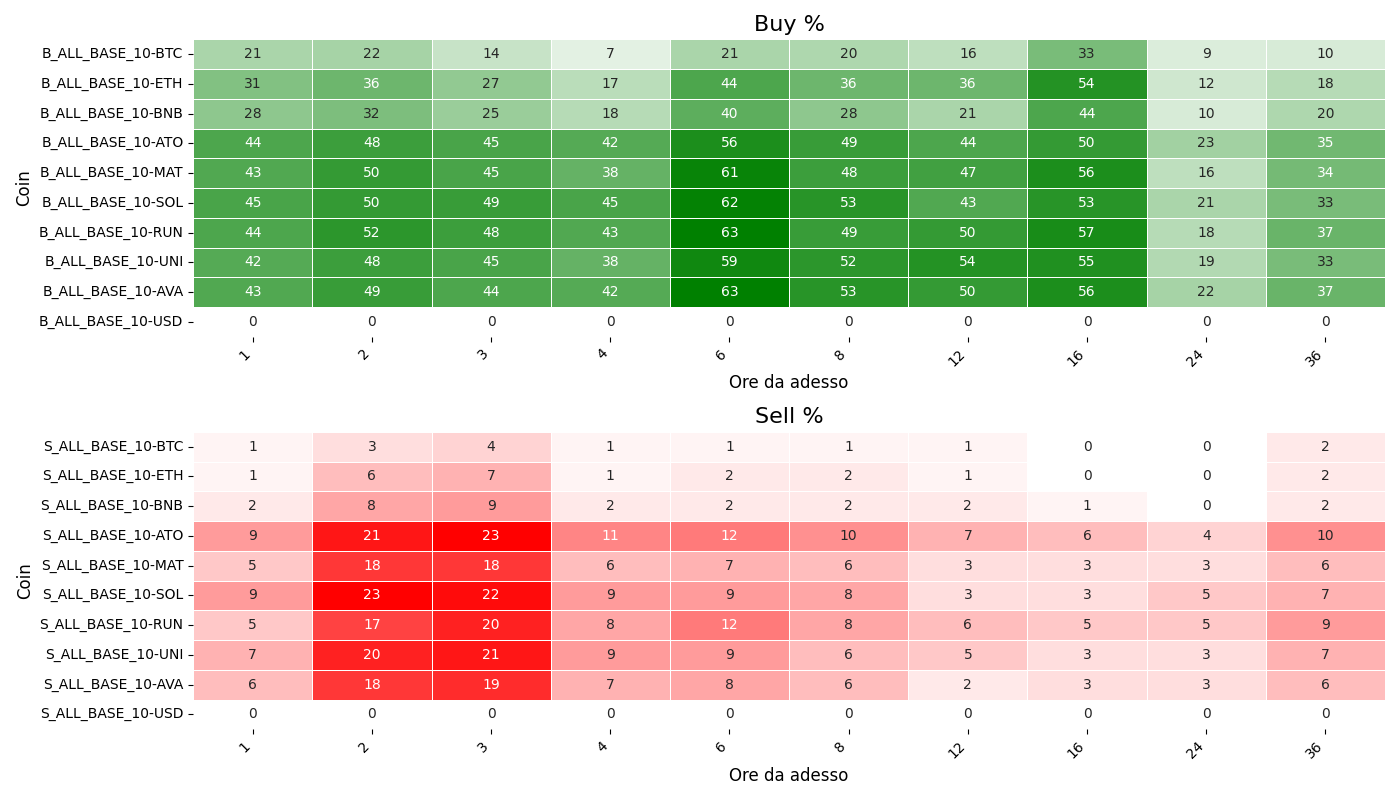 Buy %
Coin
B_ALL_BASE_10-BTC 21 22 14 7 21 20 16 33 9 10
B_ALL_BASE_10-ETH 31 36 27 17 44 36 36 54 12 18
B_ALL_BASE_10-BNB 28 32 25 18 40 28 21 44 10 20
B_ALL_BASE_10-ATO 44 48 45 42 56 49 44 50 23 35
B_ALL_BASE_10-MAT 43 50 45 38 61 48 47 56 16 34
B_ALL_BASE_10-SOL 45 50 49 45 62 53 43 53 21 33
B_ALL_BASE_10-RUN 44 52 48 43 63 49 50 57 18 37
B_ALL_BASE_10-UNI 42 48 45 38 59 52 54 55 19 33
B_ALL_BASE_10-AVA 43 49 44 42 63 53 50 56 22 37
B_ALL_BASE_10-USD 0 0 0 0 0 0 0 0 0 0
1 2 3 4 6 8 12 16 24 36
Ore da adesso
Sell %
Coin
S_ALL_BASE_10-BTC 1 3 4 1 1 1 1 0 0 2
S_ALL_BASE_10-ETH 1 6 7 1 2 2 1 0 0 2
S_ALL_BASE_10-BNB 2 8 9 2 2 2 2 1 0 2
S_ALL_BASE_10-ATO 9 21 23 11 12 10 7 6 4 10
S_ALL_BASE_10-MAT 5 18 18 6 7 6 3 3 3 6
S_ALL_BASE_10-SOL 9 23 22 9 9 8 3 3 5 7
S_ALL_BASE_10-RUN 5 17 20 8 12 8 6 5 5 9
S_ALL_BASE_10-UNI 7 20 21 9 9 6 5 3 3 7
S_ALL_BASE_10-AVA 6 18 19 7 8 6 2 3 3 6
S_ALL_BASE_10-USD 0 0 0 0 0 0 0 0 0 0
1 2 3 4 6 8 12 16 24 36
Ore da adesso